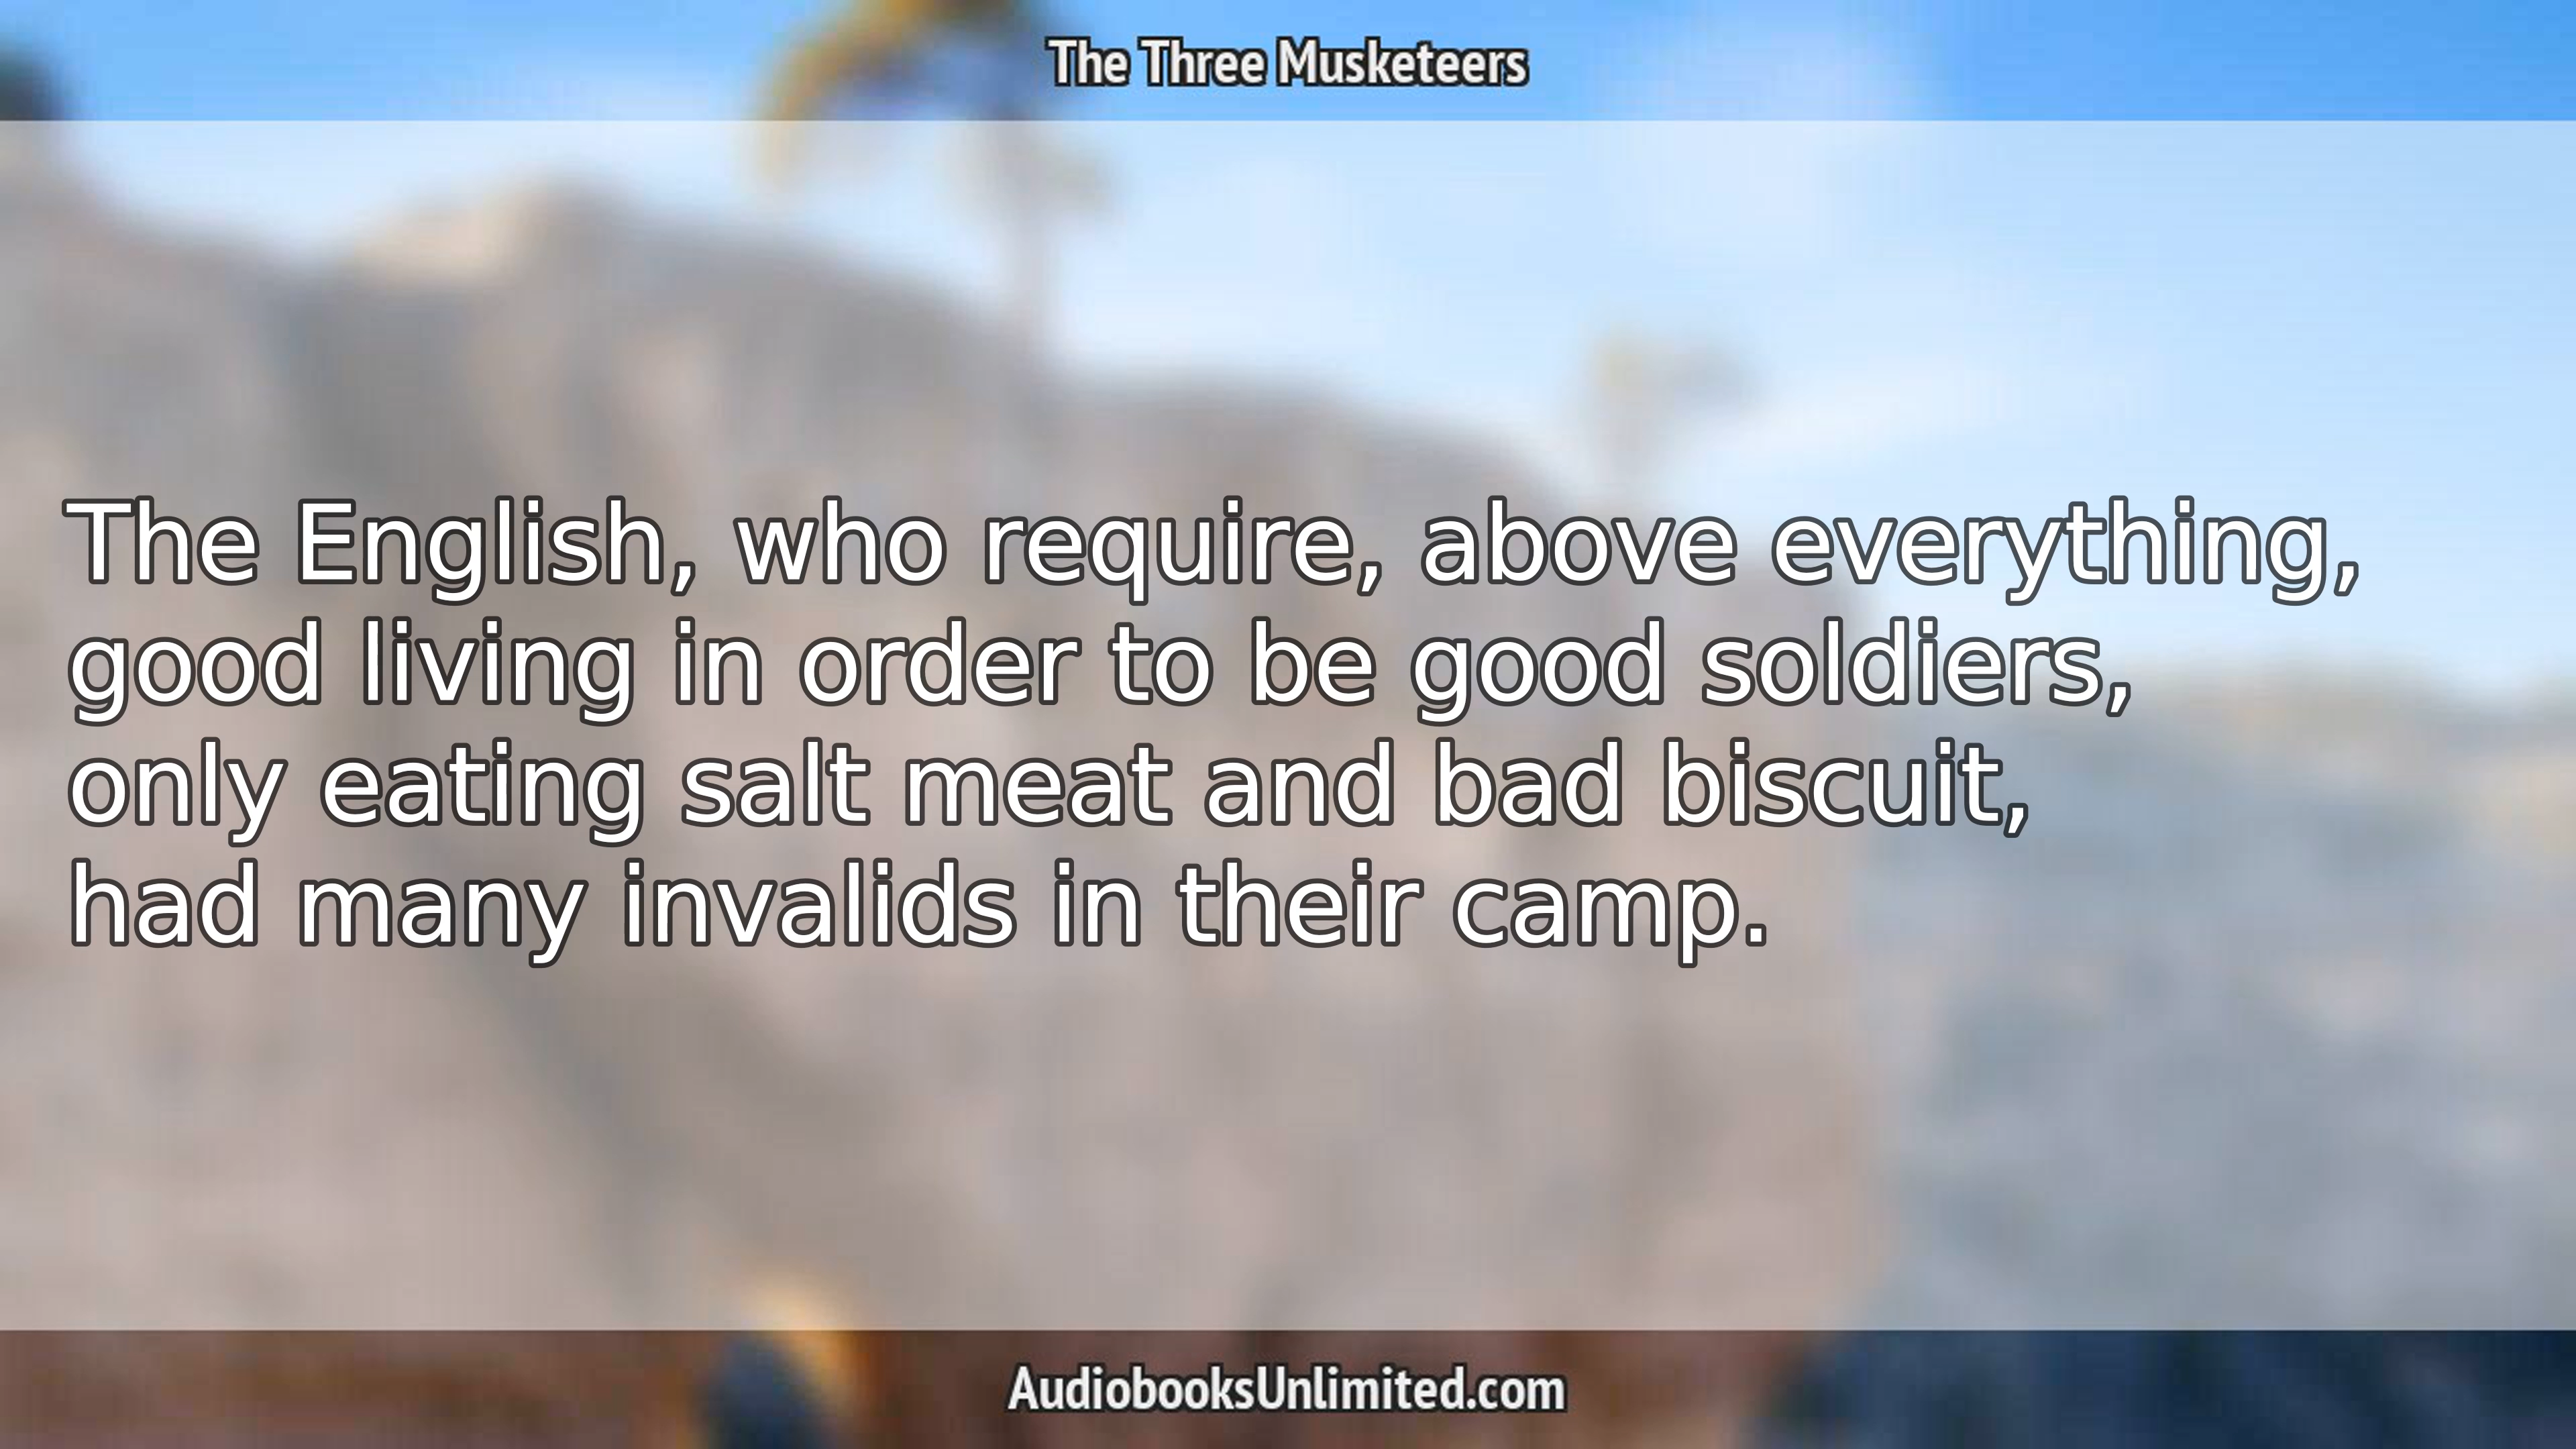 The Three Musketeers
The English, who require, above everything,
good living in order to be good soldiers,
only eating salt meat and bad biscuit,
had many invalids in their camp.
AudiobooksUnlimited.com